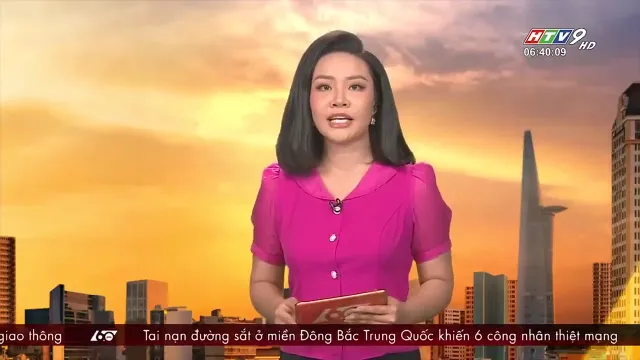 HTV9 HD
06:40:09
giao thông 60 Tai nạn đường sắt ở miền Đông Bắc Trung Quốc khiến 6 công nhân thiệt mạng